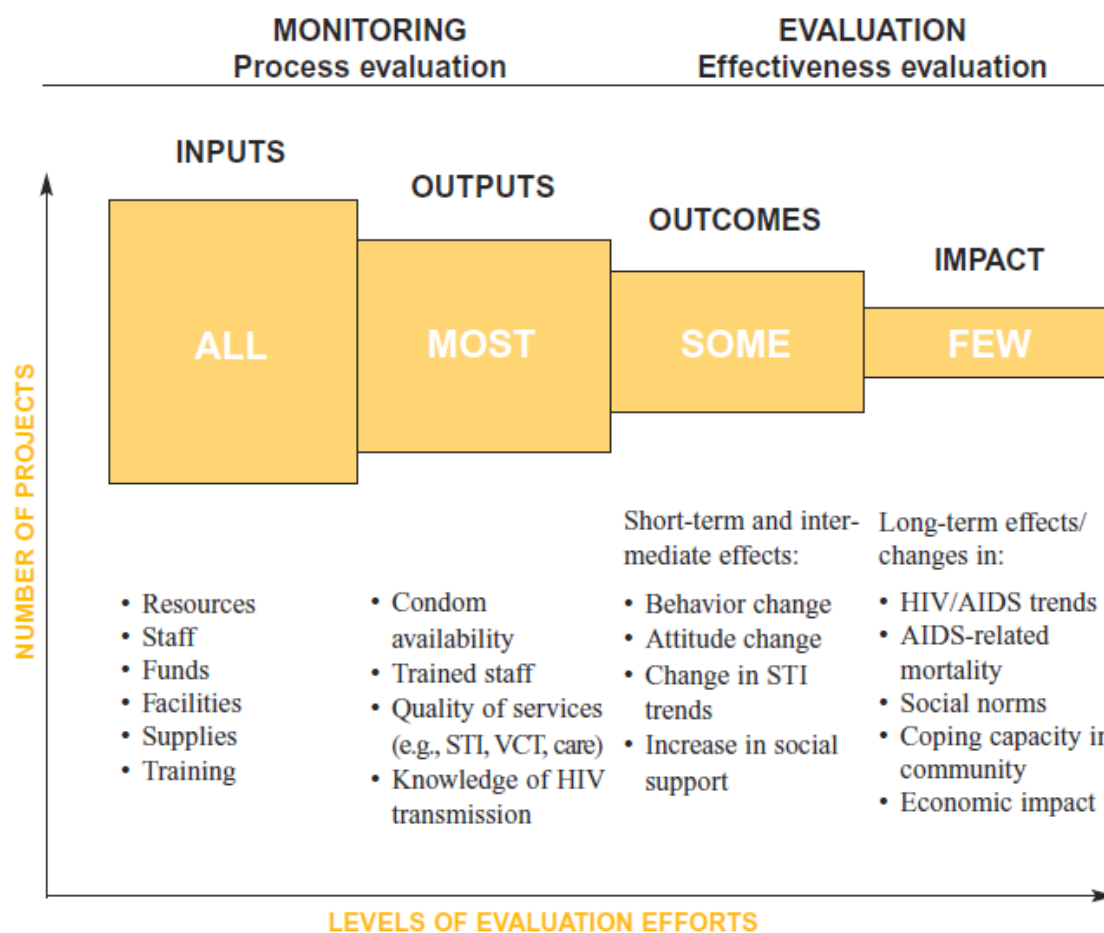 MONITORING
Process evaluation
EVALUATION
Effectiveness evaluation
INPUTS
OUTPUTS
OUTCOMES
IMPACT
ALL
MOST
SOME
FEW
NUMBER OF PROJECTS
• Resources
• Staff
• Funds
• Facilities
• Supplies
• Training
• Condom
availability
• Trained staff
• Quality of services
(e.g., STI, VCT, care)
• Knowledge of HIV
transmission
Short-term and inter-
mediate effects:
• Behavior change
• Attitude change
• Change in STI
trends
• Increase in social
support
Long-term effects/
changes in:
• HIV/AIDS trends
• AIDS-related
mortality
• Social norms
• Coping capacity in
community
• Economic impact
LEVELS OF EVALUATION EFFORTS